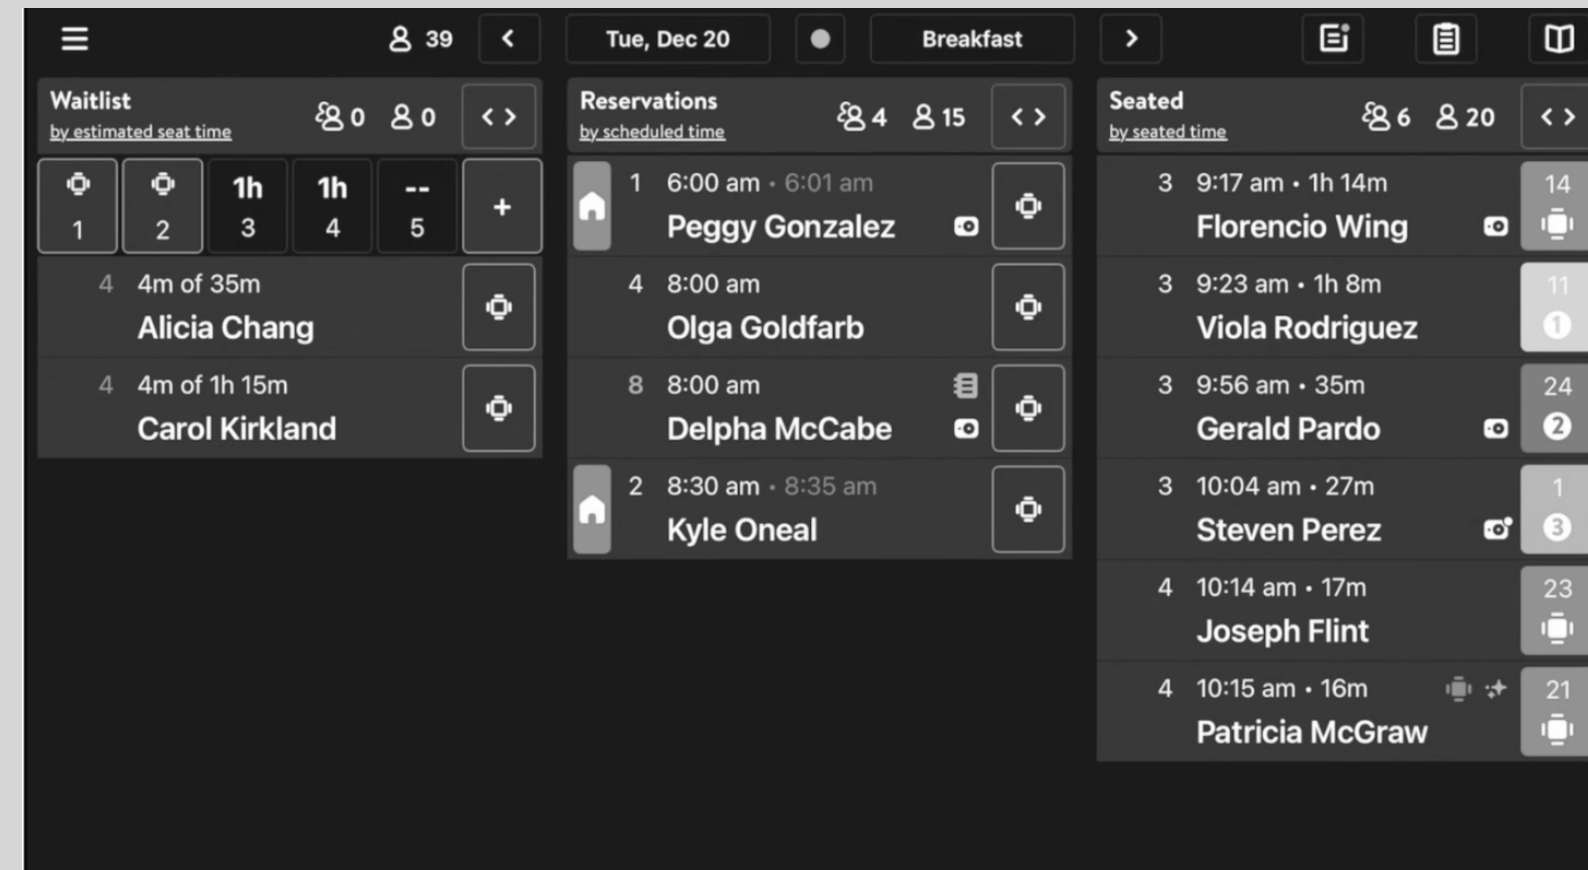 39 < Tue, Dec 20 Breakfast >
Waitlist
by estimated seat time
0 0 < >
1 2 1h 3 1h 4 -- 5 +
4 4m of 35m
Alicia Chang
4 4m of 1h 15m
Carol Kirkland
Reservations
by scheduled time
4 15 < >
1 6:00 am • 6:01 am
Peggy Gonzalez
4 8:00 am
Olga Goldfarb
8 8:00 am
Delpha McCabe
2 8:30 am • 8:35 am
Kyle Oneal
Seated
by seated time
6 20 < >
3 9:17 am • 1h 14m 14
Florencio Wing
3 9:23 am • 1h 8m 11
Viola Rodriguez 1
3 9:56 am • 35m 24
Gerald Pardo 2
3 10:04 am • 27m 1
Steven Perez 3
4 10:14 am • 17m 23
Joseph Flint
4 10:15 am • 16m 21
Patricia McGraw